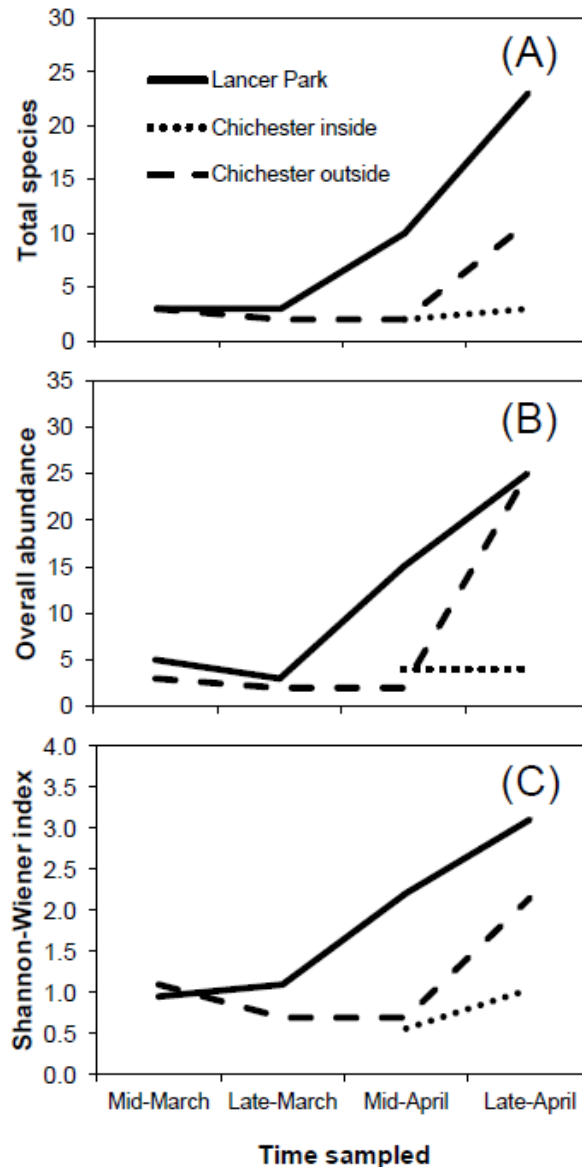 (A)
Lancer Park
Chichester inside
Chichester outside
Total species
30
25
20
15
10
5
0
(B)
Overall abundance
35
30
25
20
15
10
5
0
(C)
Shannon-Wiener index
4.0
3.5
3.0
2.5
2.0
1.5
1.0
0.5
0.0
Mid-March Late-March Mid-April Late-April
Time sampled